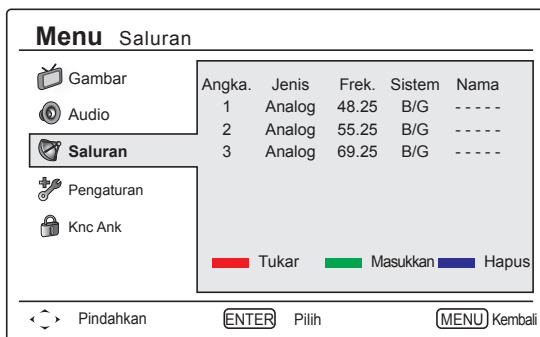 Menu Saluran
Gambar
Audio
Saluran
Pengaturan
Knc Ank
Angka. Jenis Frek. Sistem Nama
1 Analog 48.25 B/G - - - - -
2 Analog 55.25 B/G - - - - -
3 Analog 69.25 B/G - - - - -
Tukar Masukkan Hapus
Pindahkan ENTER Pilih MENU Kembali